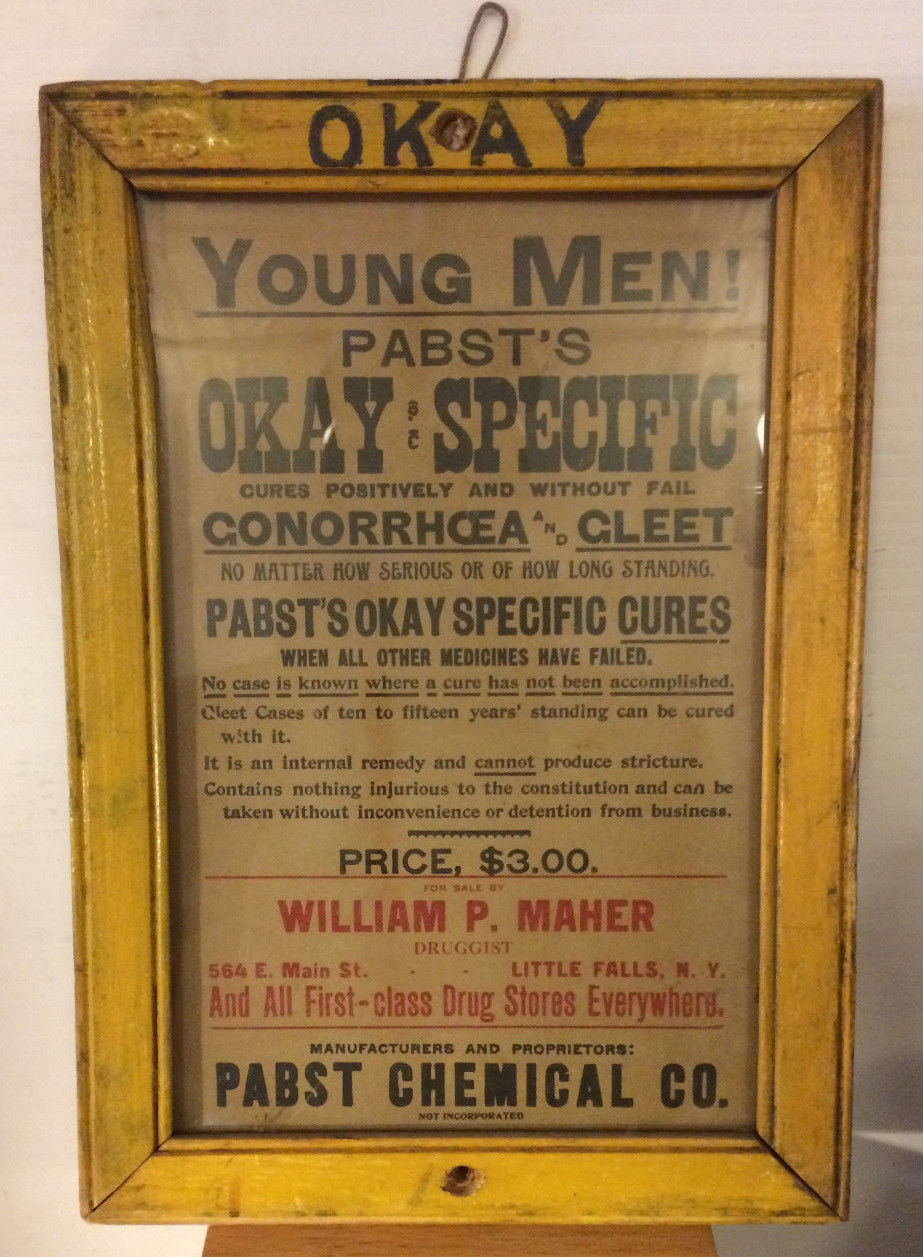 OKAY
YOUNG MEN!
PABST'S
OKAY SPECIFIC
CURES POSITIVELY AND WITHOUT FAIL
GONORRHŒA AND GLEET
NO MATTER HOW SERIOUS OR OF HOW LONG STANDING.
PABST'S OKAY SPECIFIC CURES
WHEN ALL OTHER MEDICINES HAVE FAILED.
No case is known where a cure has not been accomplished.
Gleet Cases of ten to fifteen years' standing can be cured
with it.
It is an internal remedy and cannot produce stricture.
Contains nothing injurious to the constitution and can be
taken without inconvenience or detention from business.
PRICE, $3.00.
FOR SALE BY
WILLIAM P. MAHER
DRUGGIST
564 E. Main St. - - LITTLE FALLS, N. Y.
And All First-class Drug Stores Everywhere.
MANUFACTURERS AND PROPRIETORS:
PABST CHEMICAL CO.
NOT INCORPORATED